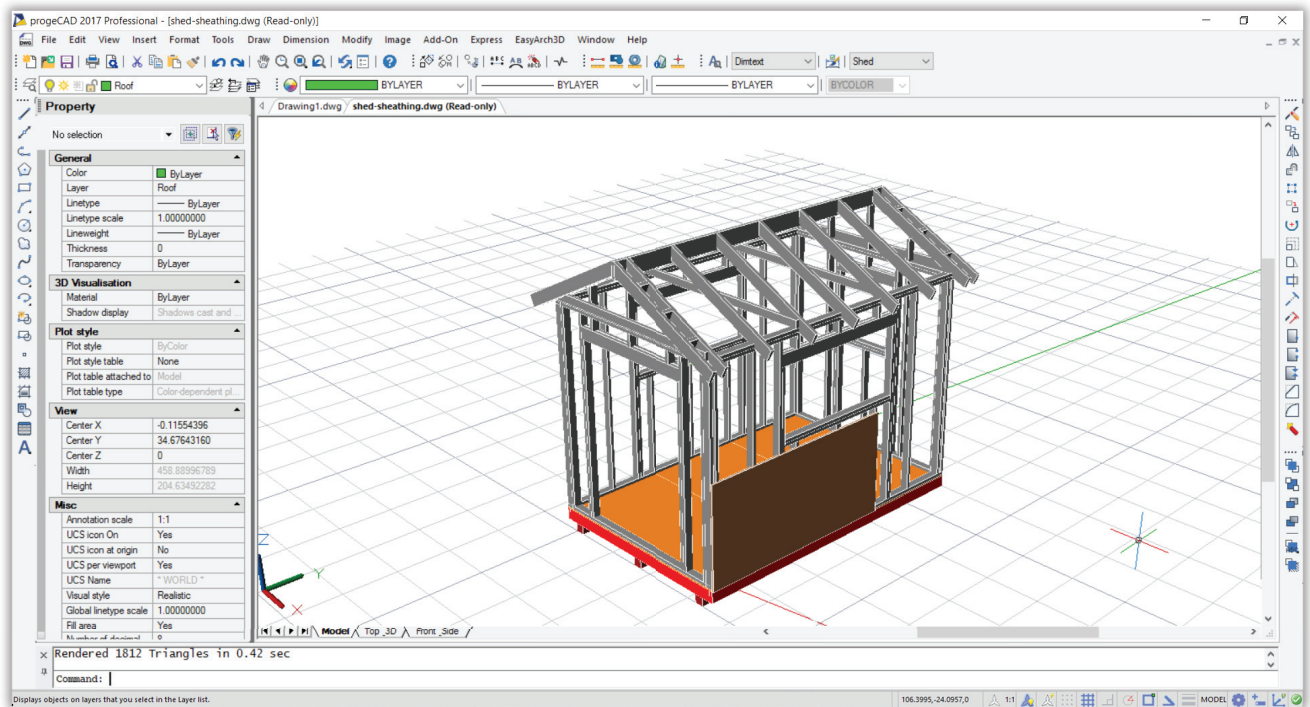 progeCAD 2017 Professional - [shed-sheathing.dwg (Read-only)]
File Edit View Insert Format Tools Draw Dimension Modify Image Add-On Express EasyArch3D Window Help
Dimtext Shed
Roof BYLAYER BYLAYER BYLAYER BYCOLOR
Property
Drawing1.dwg shed-sheathing.dwg (Read-only)
No selection
General
Color ByLayer
Layer Roof
Linetype ByLayer
Linetype scale 1.00000000
Lineweight ByLayer
Thickness 0
Transparency ByLayer
3D Visualisation
Material ByLayer
Shadow display Shadows cast and ...
Plot style
Plot style ByColor
Plot style table None
Plot table attached to Model
Plot table type Color-dependent pl...
View
Center X -0.11554396
Center Y 34.67643160
Center Z 0
Width 458.88996789
Height 204.63492282
Misc
Annotation scale 1:1
UCS icon On Yes
UCS icon at origin No
UCS per viewport Yes
UCS Name * WORLD *
Visual style Realistic
Global linetype scale 1.00000000
Fill area Yes
Number of decimal 8
Z
Y
X
Model Top_3D Front_Side
Rendered 1812 Triangles in 0.42 sec
Command:
Displays objects on layers that you select in the Layer list.
106.3995,-24.0957,0 1:1 MODEL